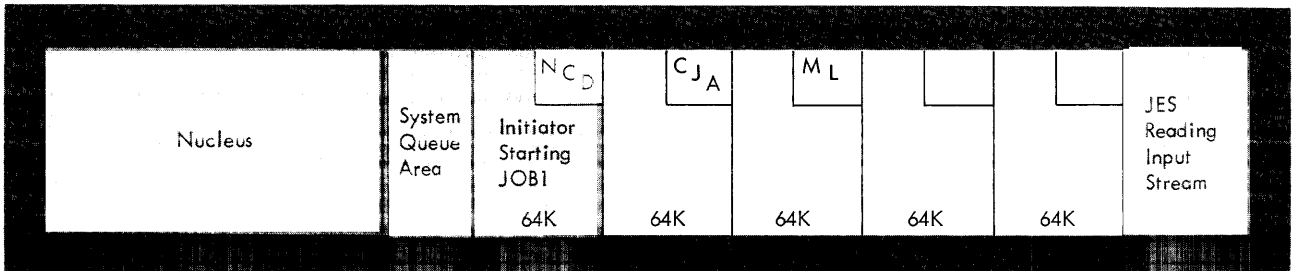 Nucleus
System
Queue
Area
N C D
Initiator
Starting
JOB1
64K
C J A
64K
M L
64K
64K
64K
JES
Reading
Input
Stream